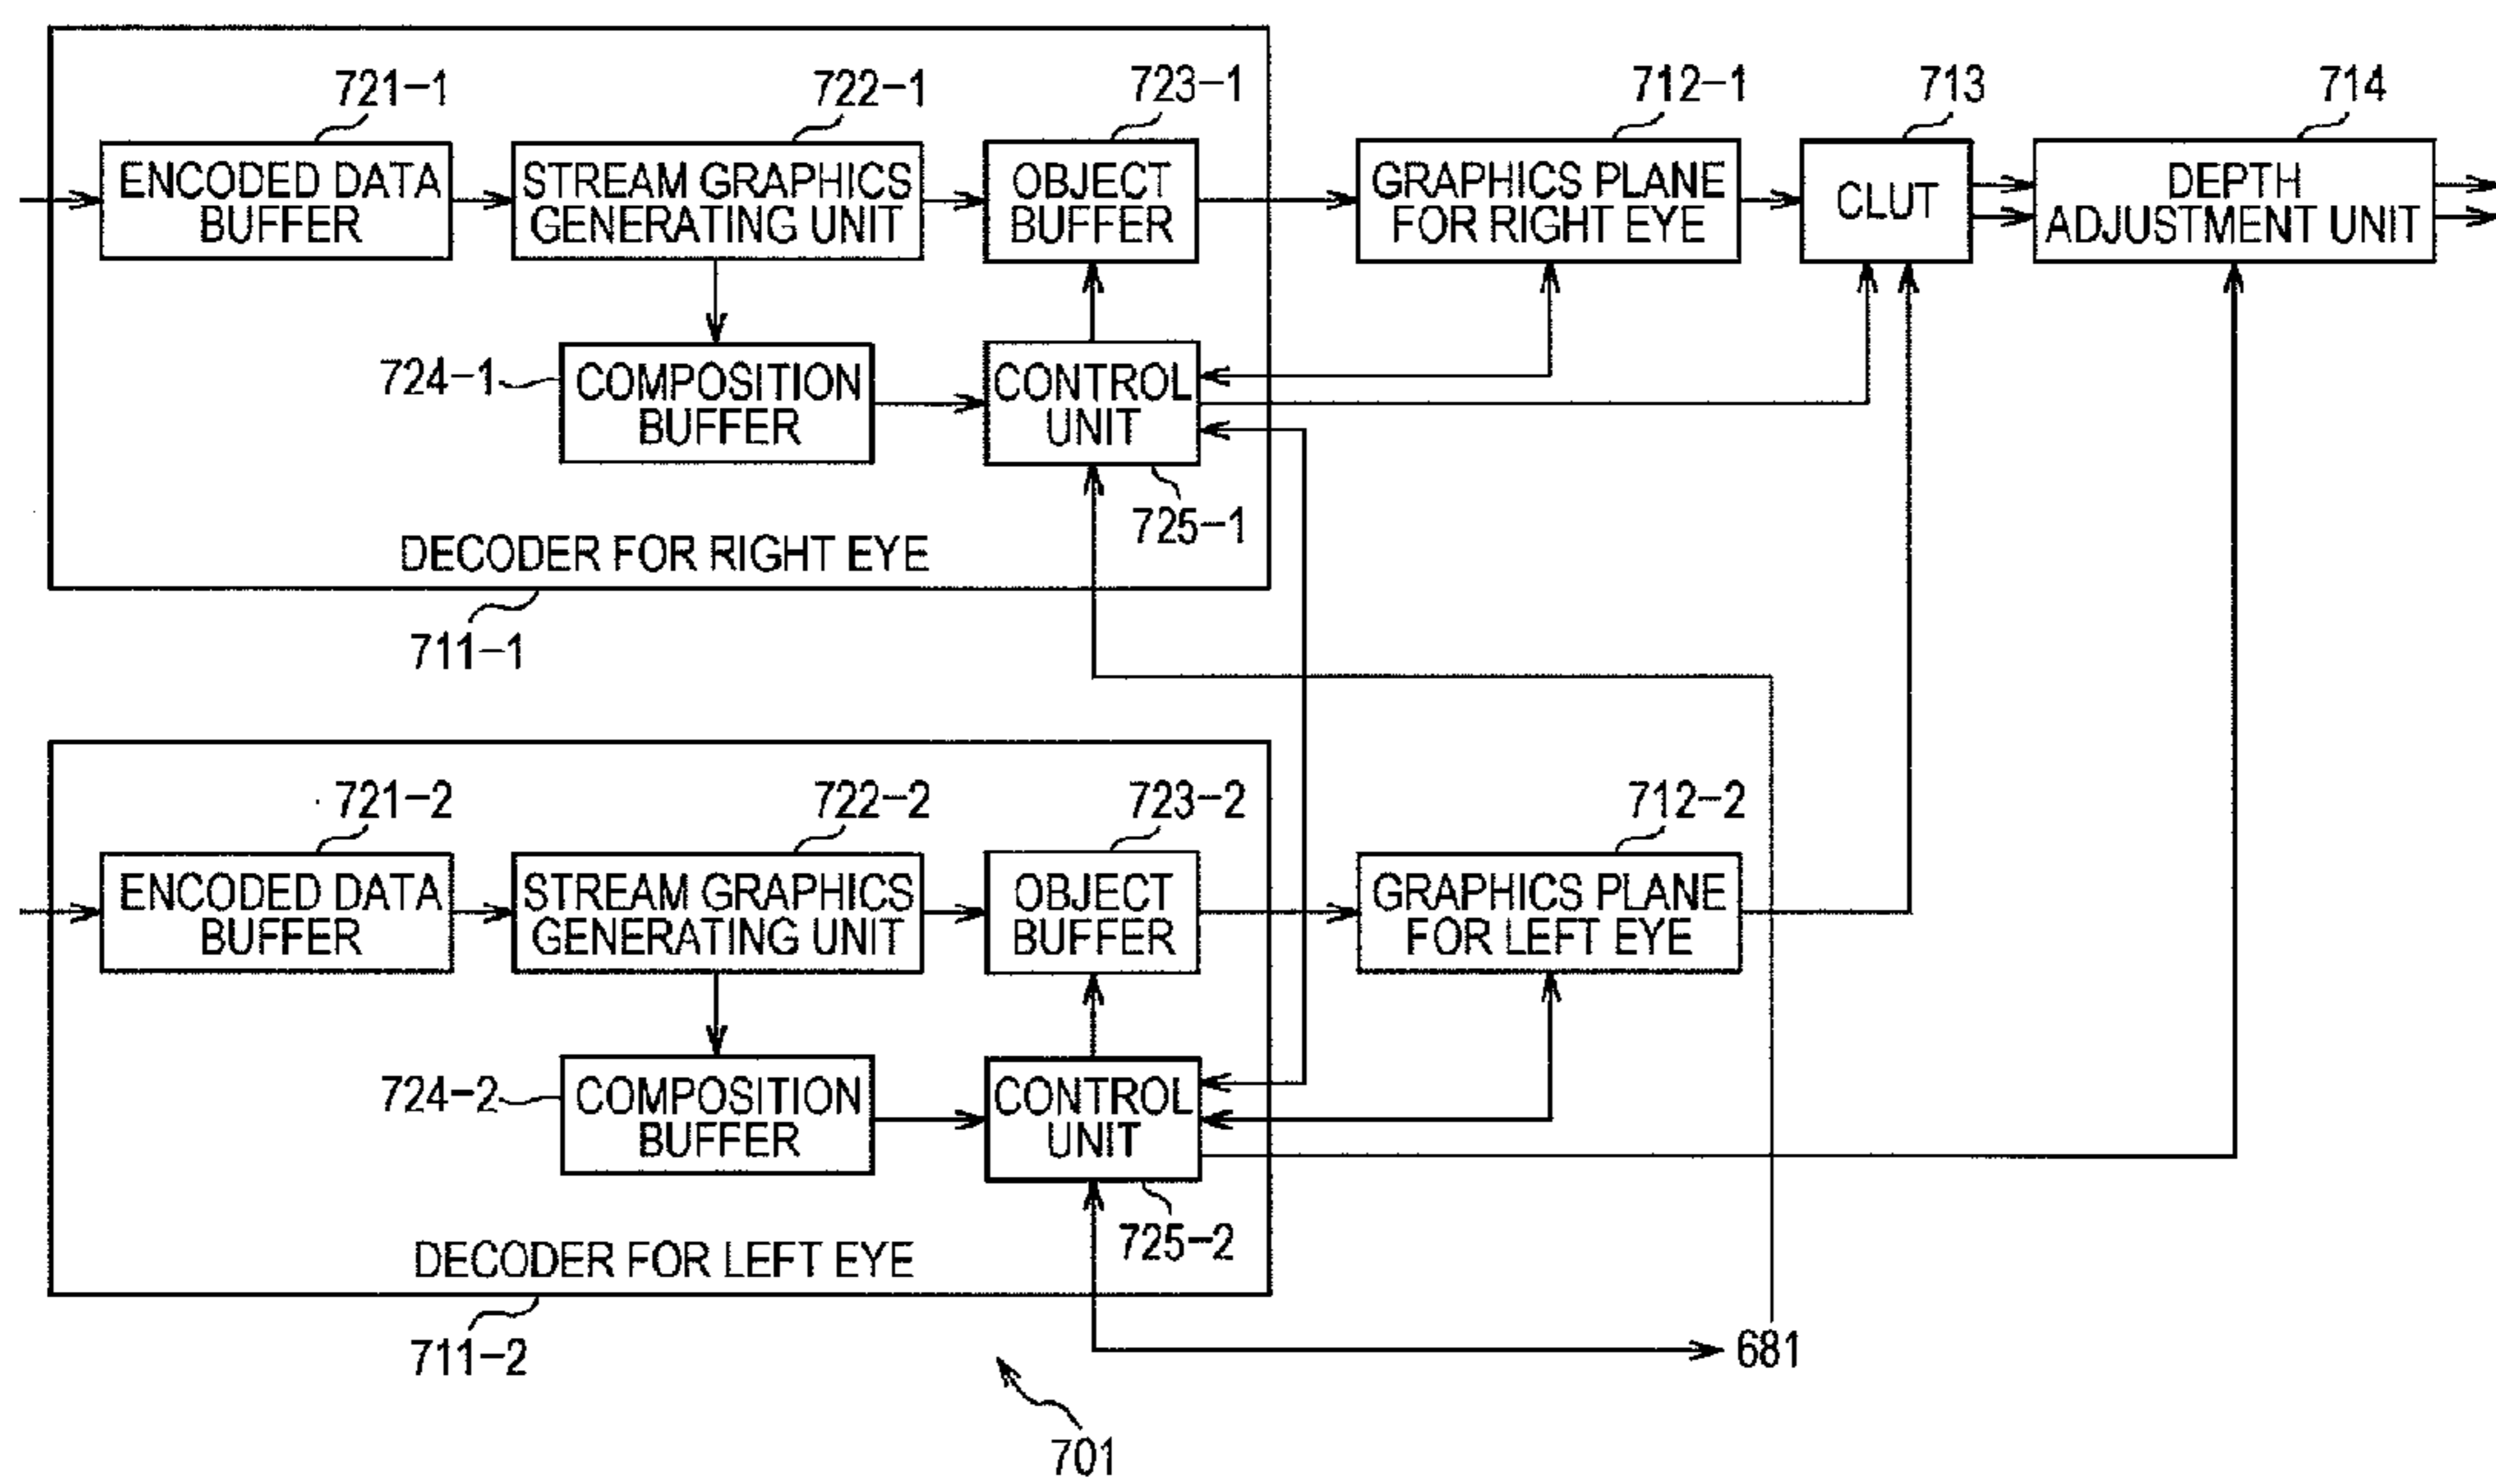 721-1
722-1
723-1
712-1
713
714
ENCODED DATA
BUFFER
STREAM GRAPHICS
GENERATING UNIT
OBJECT
BUFFER
GRAPHICS PLANE
FOR RIGHT EYE
CLUT
DEPTH
ADJUSTMENT UNIT
724-1
COMPOSITION
BUFFER
CONTROL
UNIT
725-1
DECODER FOR RIGHT EYE
711-1
721-2
722-2
723-2
712-2
ENCODED DATA
BUFFER
STREAM GRAPHICS
GENERATING UNIT
OBJECT
BUFFER
GRAPHICS PLANE
FOR LEFT EYE
724-2
COMPOSITION
BUFFER
CONTROL
UNIT
725-2
DECODER FOR LEFT EYE
711-2
681
701